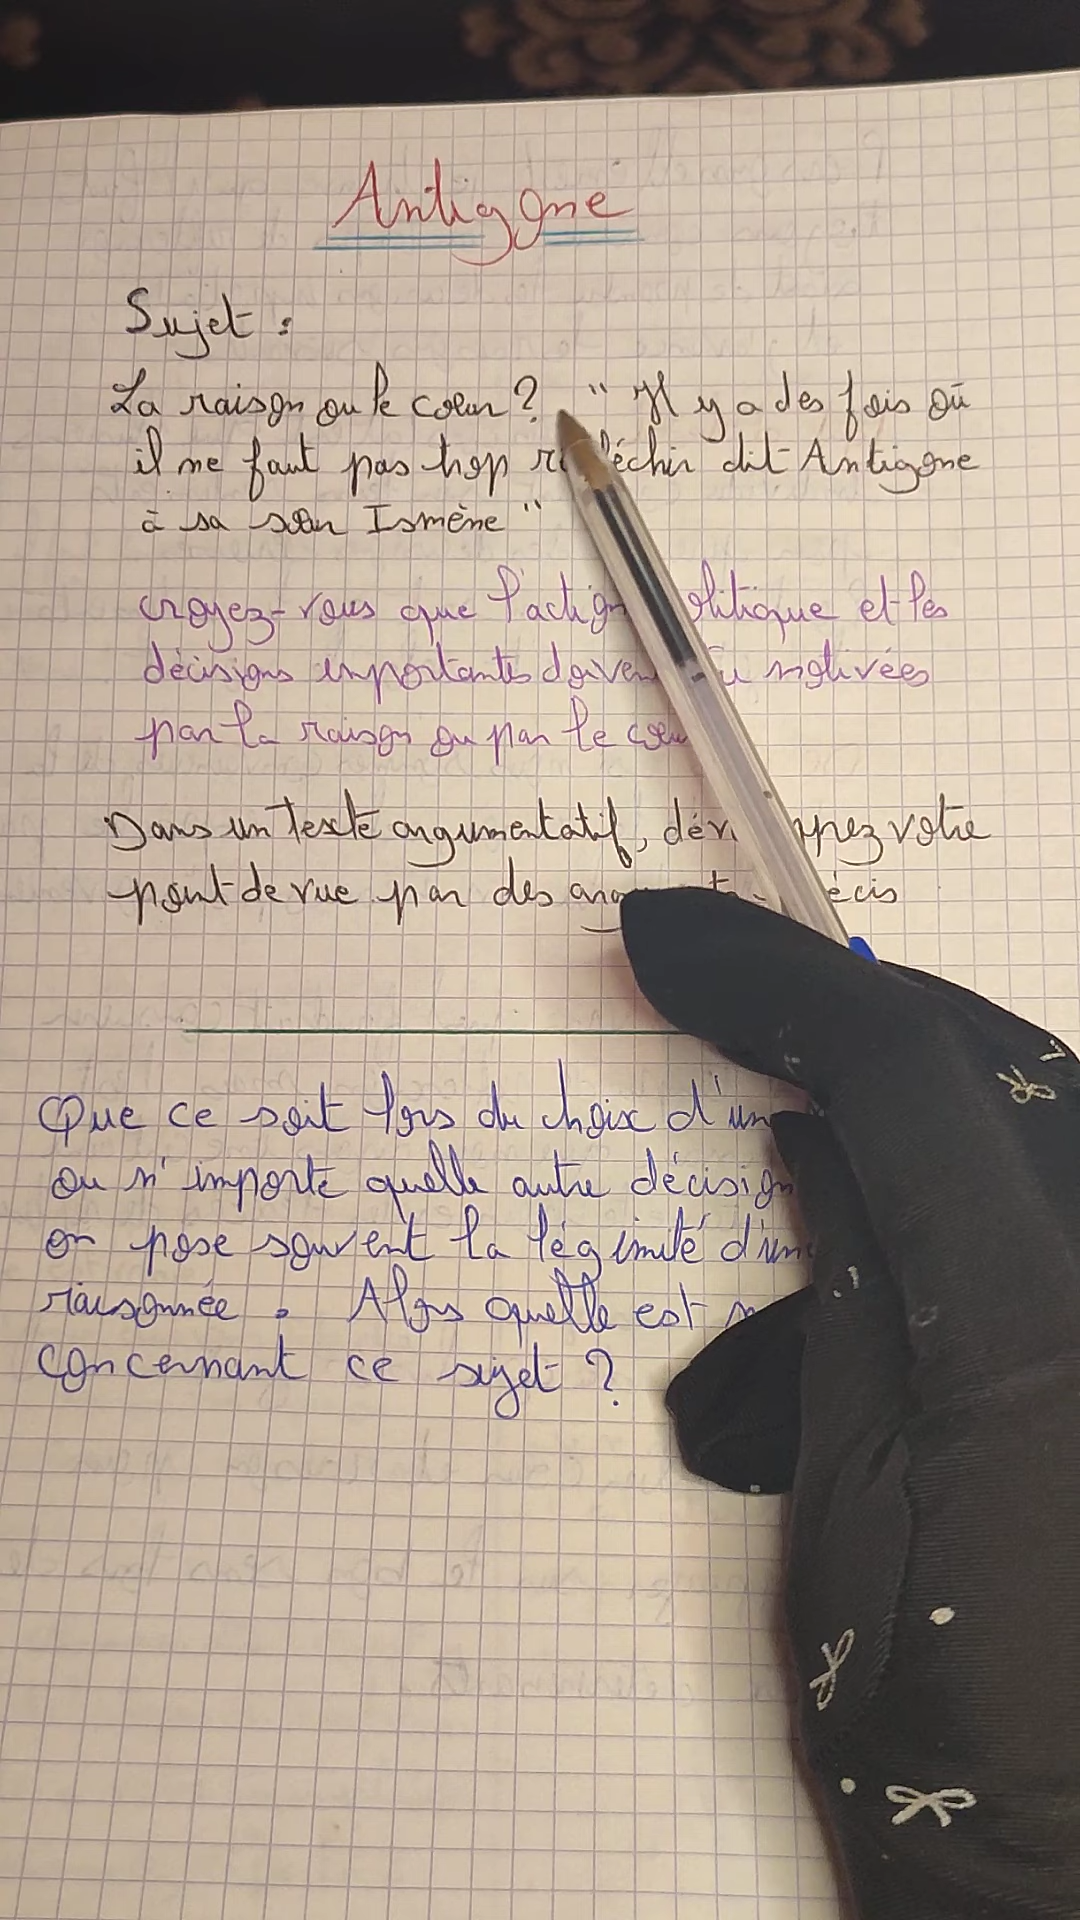 Antigone
Sujet :
La raison ou le cœur ? " Il y a des fois où
il ne faut pas trop réfléchir dit Antigone
à sa sœur Ismène "
croyez-vous que l'action politique et les
décisions importantes doivent motivées
par la raison ou par le cœur
Dans un texte argumentatif, développez votre
point de vue par des
Que ce soit lors du choix d'un
ou n'importe quelle autre décision
on pose souvent la légimité d'une
raisonnée . Alors quelle est
concernant ce sujet ?